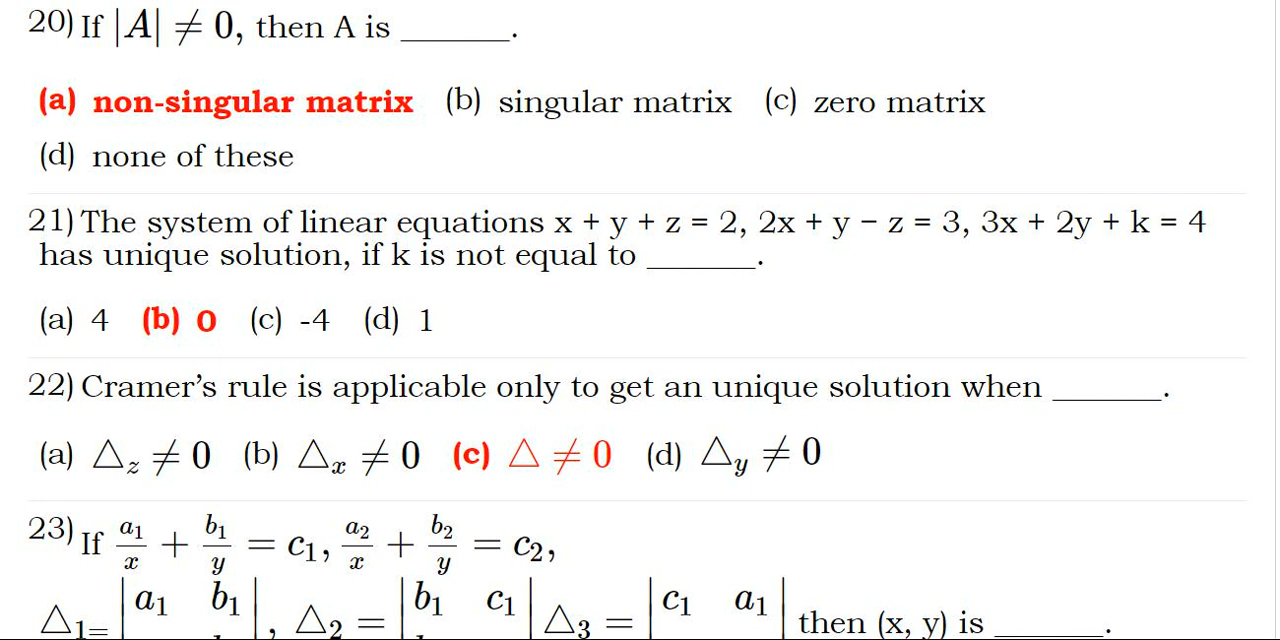 20) If |A| ≠ 0, then A is _______.
(a) non-singular matrix (b) singular matrix (c) zero matrix
(d) none of these
21) The system of linear equations x + y + z = 2, 2x + y − z = 3, 3x + 2y + k = 4
has unique solution, if k is not equal to _______.
(a) 4 (b) 0 (c) -4 (d) 1
22) Cramer’s rule is applicable only to get an unique solution when _______.
(a) △z ≠ 0 (b) △x ≠ 0 (c) △ ≠ 0 (d) △y ≠ 0
23) If a₁/x + b₁/y = c₁, a₂/x + b₂/y = c₂,
△₁= |a₁ b₁|, △₂ = |b₁ c₁| △₃ = |c₁ a₁| then (x, y) is _______.